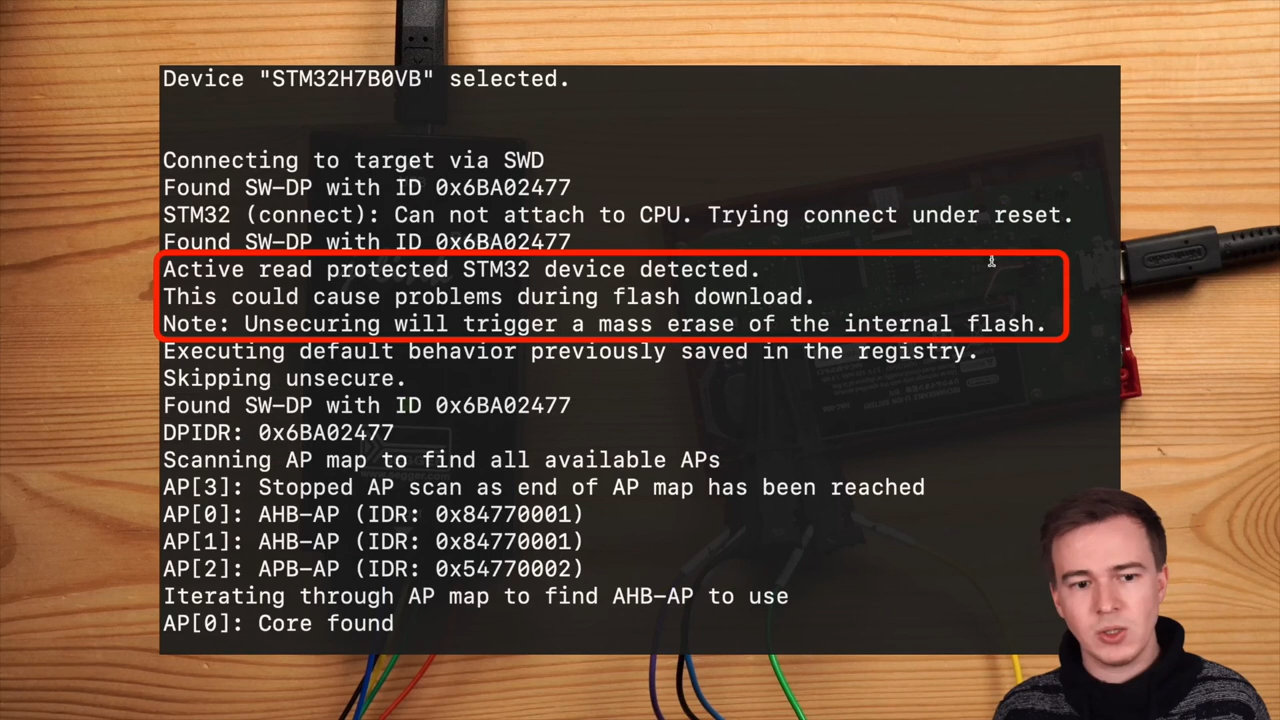 Device "STM32H7B0VB" selected.
Connecting to target via SWD
Found SW-DP with ID 0x6BA02477
STM32 (connect): Can not attach to CPU. Trying connect under reset.
Found SW-DP with ID 0x6BA02477
Active read protected STM32 device detected.
This could cause problems during flash download.
Note: Unsecuring will trigger a mass erase of the internal flash.
Executing default behavior previously saved in the registry.
Skipping unsecure.
Found SW-DP with ID 0x6BA02477
DPIDR: 0x6BA02477
Scanning AP map to find all available APs
AP[3]: Stopped AP scan as end of AP map has been reached
AP[0]: AHB-AP (IDR: 0x84770001)
AP[1]: AHB-AP (IDR: 0x84770001)
AP[2]: APB-AP (IDR: 0x54770002)
Iterating through AP map to find AHB-AP to use
AP[0]: Core found